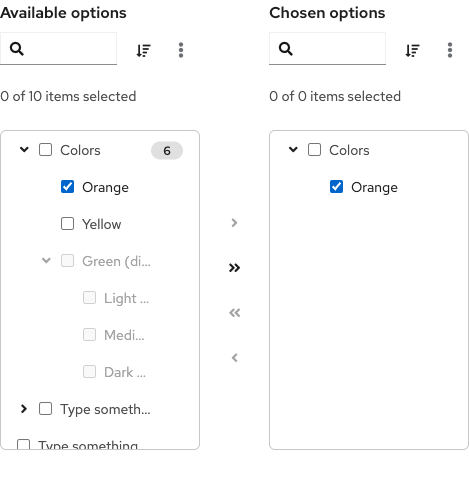 Available options
Chosen options
0 of 10 items selected
0 of 0 items selected
Colors
6
Orange
Yellow
Green (di...
Light ...
Medi...
Dark ...
Type someth...
Type something
Colors
Orange